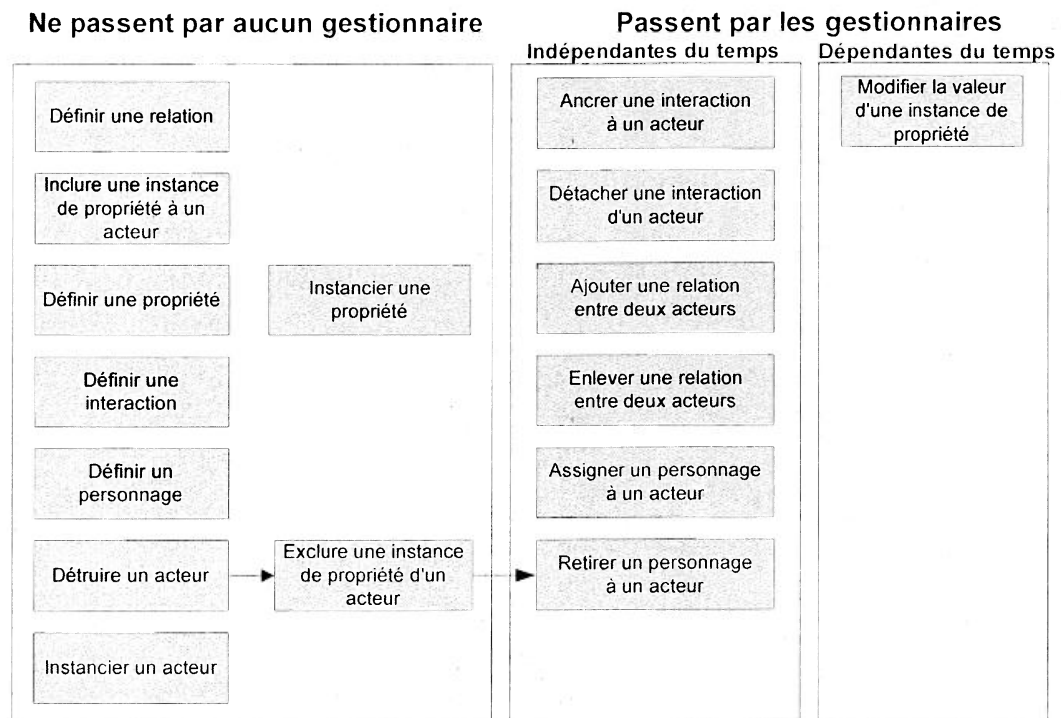 Ne passent par aucun gestionnaire
Passent par les gestionnaires
Indépendantes du temps
Dépendantes du temps
Définir une relation
Inclure une instance
de propriété à un
acteur
Définir une propriété
Instancier une
propriété
Définir une
interaction
Définir un
personnage
Détruire un acteur
Exclure une instance
de propriété d'un
acteur
Instancier un acteur
Ancrer une interaction
à un acteur
Détacher une interaction
d'un acteur
Ajouter une relation
entre deux acteurs
Enlever une relation
entre deux acteurs
Assigner un personnage
à un acteur
Retirer un personnage
à un acteur
Modifier la valeur
d'une instance de
propriété